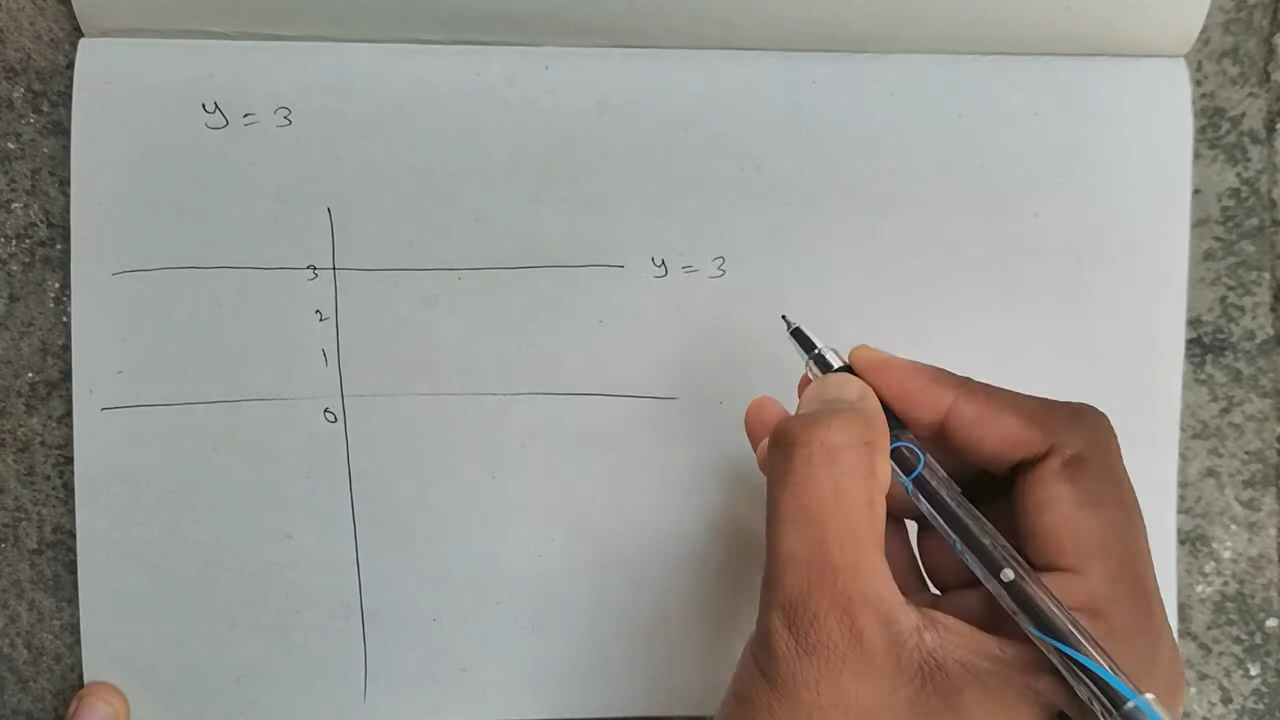 y = 3
3 y = 3
2
1
0